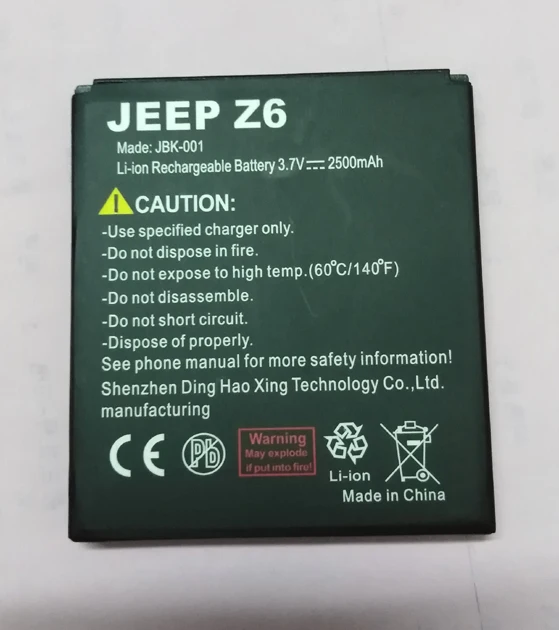 JEEP Z6
Made: JBK-001
Li-ion Rechargeable Battery 3.7V⎓2500mAh
! CAUTION:
-Use specified charger only.
-Do not dispose in fire.
-Do not expose to high temp.(60℃/140℉)
-Do not disassemble.
-Do not short circuit.
-Dispose of properly.
See phone manual for more safety information!
Shenzhen Ding Hao Xing Technology Co.,Ltd.
manufacturing
CE
Pb
Warning
May explode
if put into fire!
Li-ion
Made in China